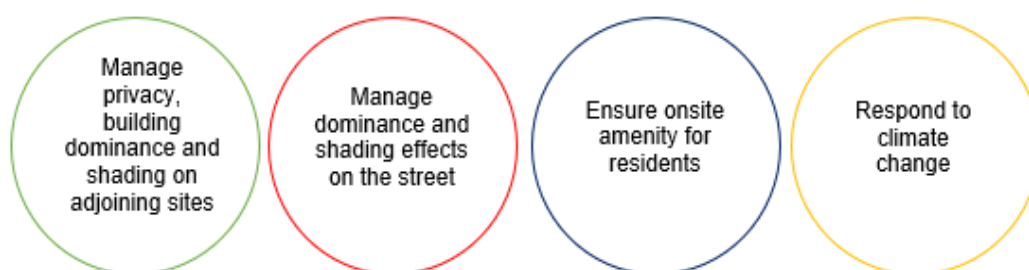 Manage
privacy,
building
dominance and
shading on
adjoining sites
Manage
dominance and
shading effects
on the street
Ensure onsite
amenity for
residents
Respond to
climate
change